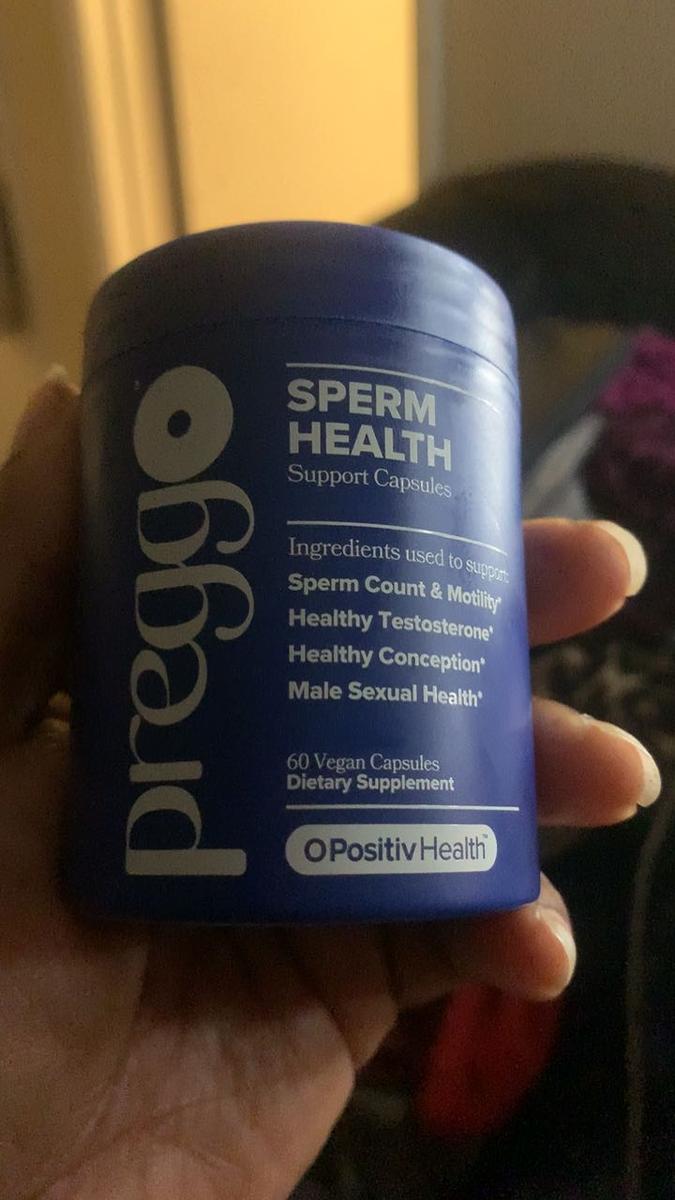 preggo
SPERM
HEALTH
Support Capsules
Ingredients used to support:
Sperm Count & Motility*
Healthy Testosterone*
Healthy Conception*
Male Sexual Health*
60 Vegan Capsules
Dietary Supplement
OPositivHealth™